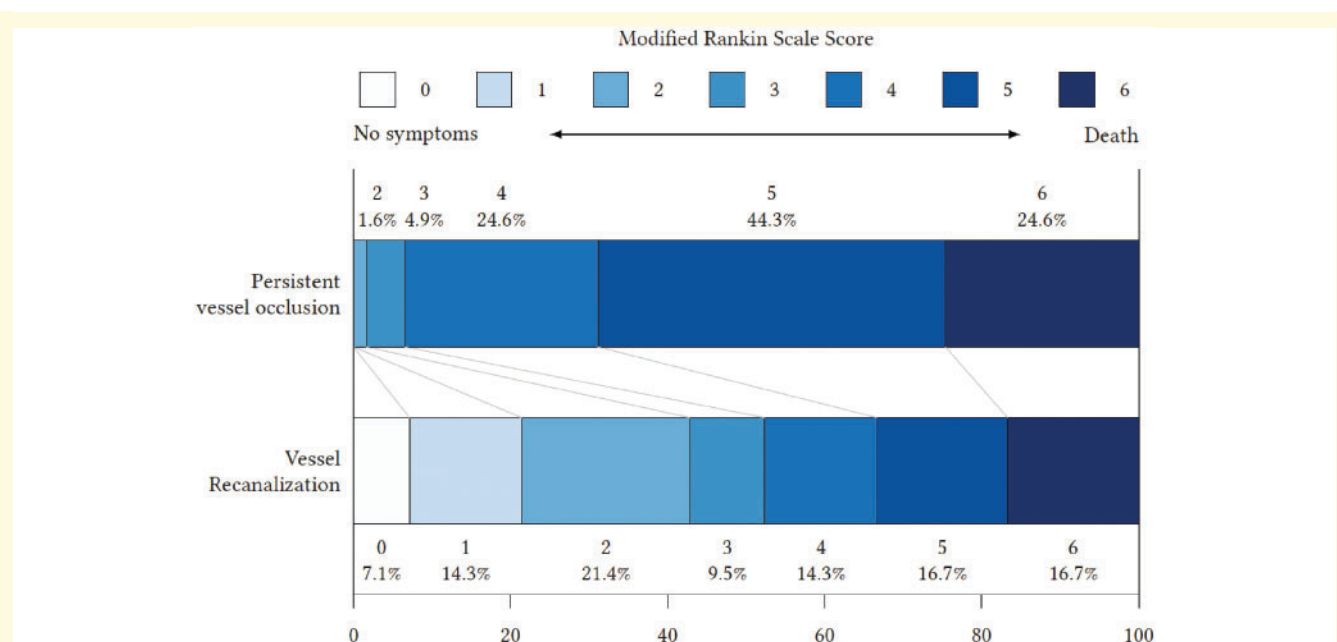 Modified Rankin Scale Score
0 1 2 3 4 5 6
No symptoms Death
2 3 4 5 6
1.6% 4.9% 24.6% 44.3% 24.6%
Persistent
vessel occlusion
Vessel
Recanalization
0 1 2 3 4 5 6
7.1% 14.3% 21.4% 9.5% 14.3% 16.7% 16.7%
0 20 40 60 80 100